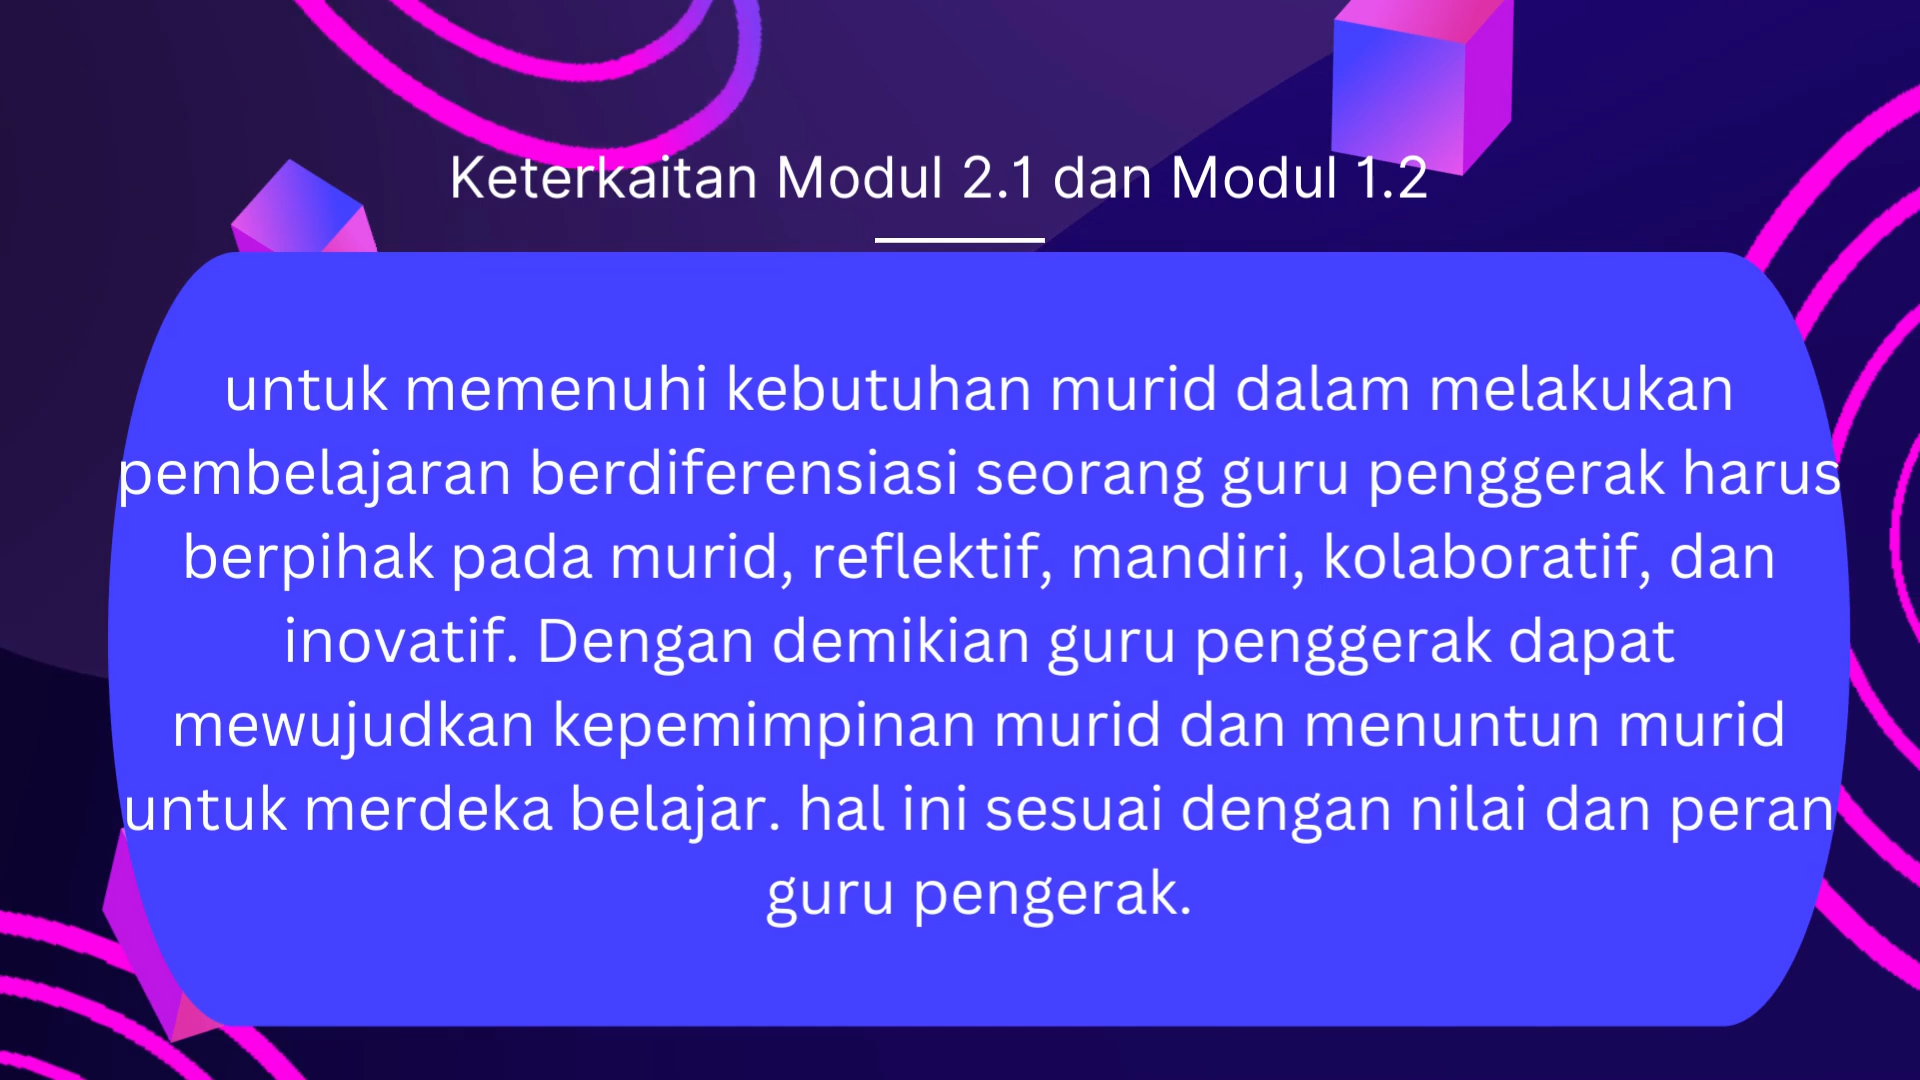 Keterkaitan Modul 2.1 dan Modul 1.2
untuk memenuhi kebutuhan murid dalam melakukan
pembelajaran berdiferensiasi seorang guru penggerak harus
berpihak pada murid, reflektif, mandiri, kolaboratif, dan
inovatif. Dengan demikian guru penggerak dapat
mewujudkan kepemimpinan murid dan menuntun murid
untuk merdeka belajar. hal ini sesuai dengan nilai dan peran
guru pengerak.